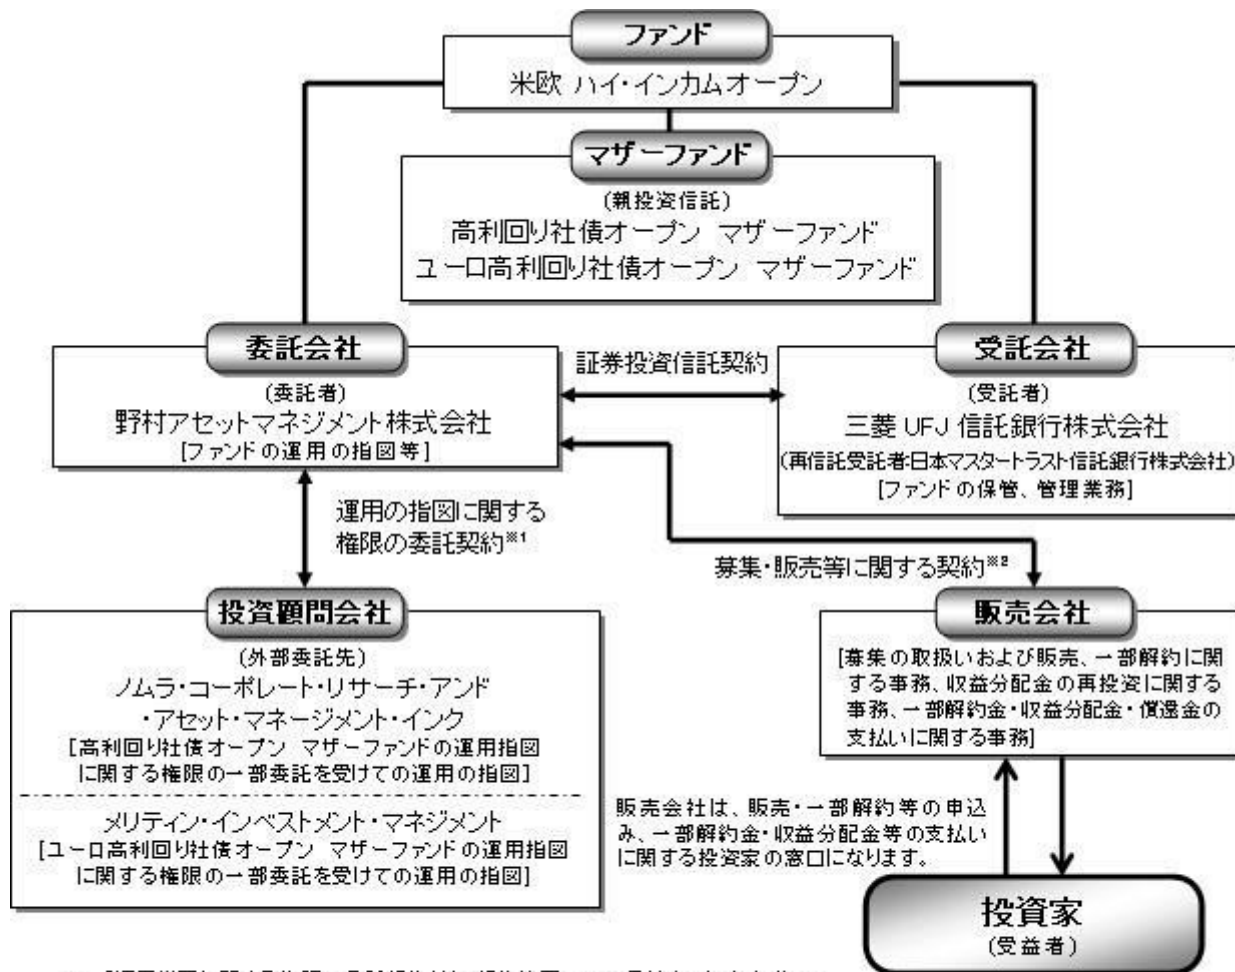 ファンド
米欧 ハイ・インカムオープン
マザーファンド
(親投資信託)
高利回り社債オープン マザーファンド
ユーロ高利回り社債オープン マザーファンド
委託会社
(委託者)
野村アセットマネジメント株式会社
[ファンドの運用の指図等]
証券投資信託契約
受託会社
(受託者)
三菱 UFJ 信託銀行株式会社
(再信託受託者:日本マスタートラスト信託銀行株式会社)
[ファンドの保管、管理業務]
運用の指図に関する
権限の委託契約※1
募集・販売等に関する契約※2
投資顧問会社
(外部委託先)
ノムラ・コーポレート・リサーチ・アンド
・アセット・マネージメント・インク
[高利回り社債オープン マザーファンドの運用指図
に関する権限の一部委託を受けての運用の指図]
メリティン・インベストメント・マネジメント
[ユーロ高利回り社債オープン マザーファンドの運用指図
に関する権限の一部委託を受けての運用の指図]
販売会社
[募集の取扱いおよび販売、一部解約に関
する事務、収益分配金の再投資に関する
事務、一部解約金・収益分配金・償還金の
支払いに関する事務]
販売会社は、販売・一部解約等の申込
み、一部解約金・収益分配金等の支払い
に関する投資家の窓口になります。
投資家
(受益者)